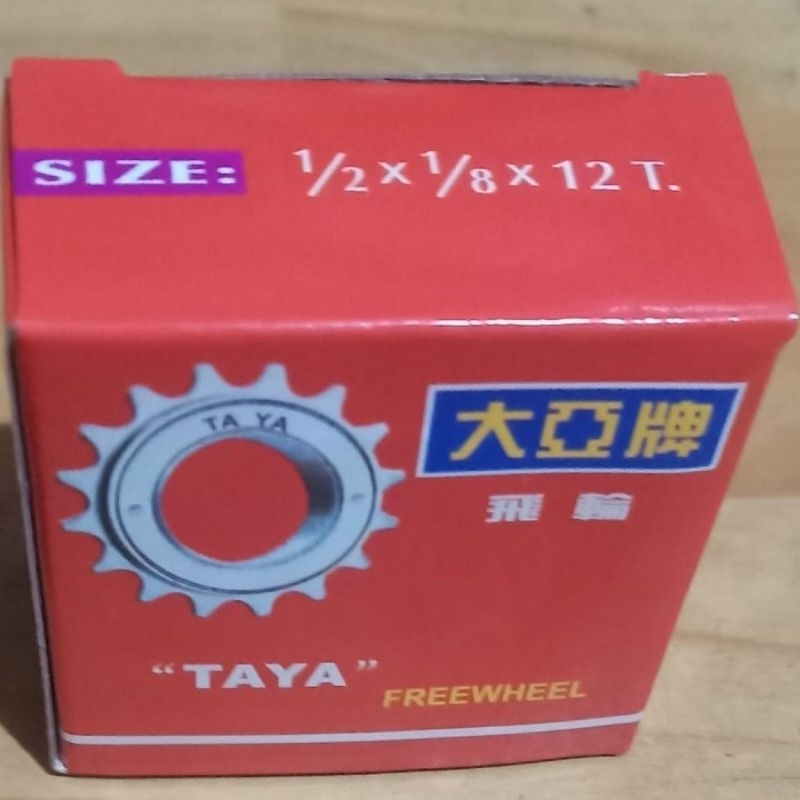 SIZE: 1/2 x 1/8 x 12 T.
TA YA
大亞牌
飛輪
"TAYA" FREEWHEEL